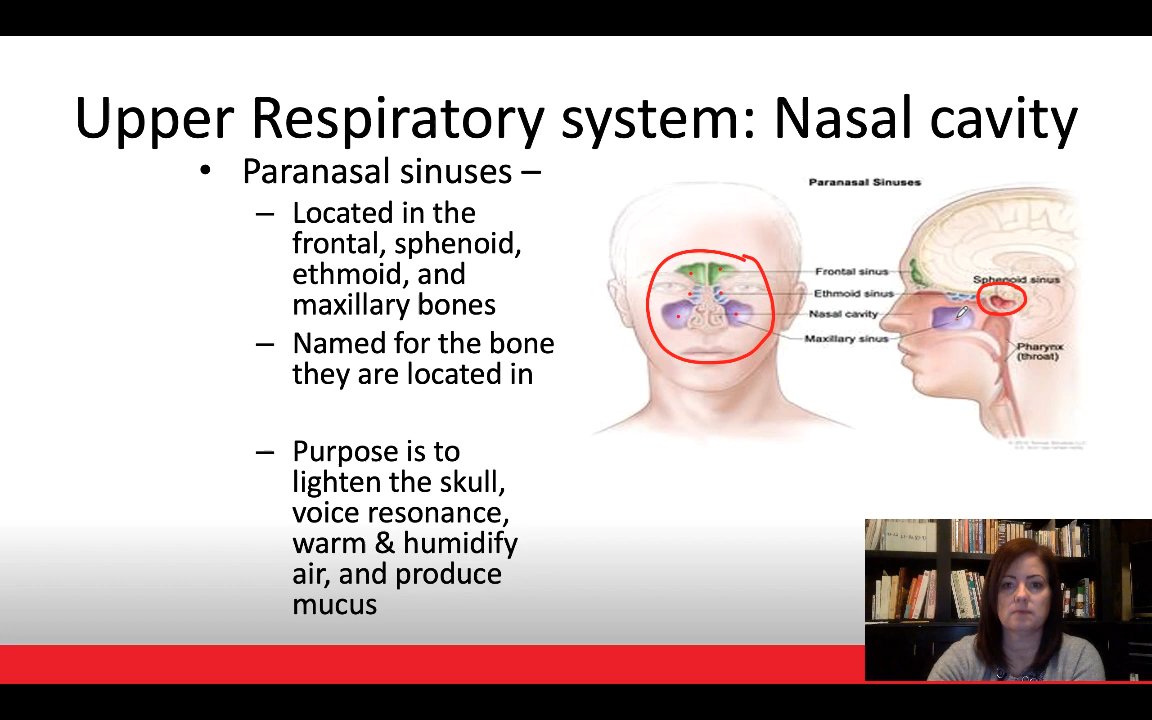 Upper Respiratory system: Nasal cavity
• Paranasal sinuses –
– Located in the
frontal, sphenoid,
ethmoid, and
maxillary bones
– Named for the bone
they are located in
– Purpose is to
lighten the skull,
voice resonance,
warm & humidify
air, and produce
mucus
Paranasal Sinuses
Frontal sinus
Ethmoid sinus
Nasal cavity
Maxillary sinus
Sphenoid sinus
Pharynx
(throat)